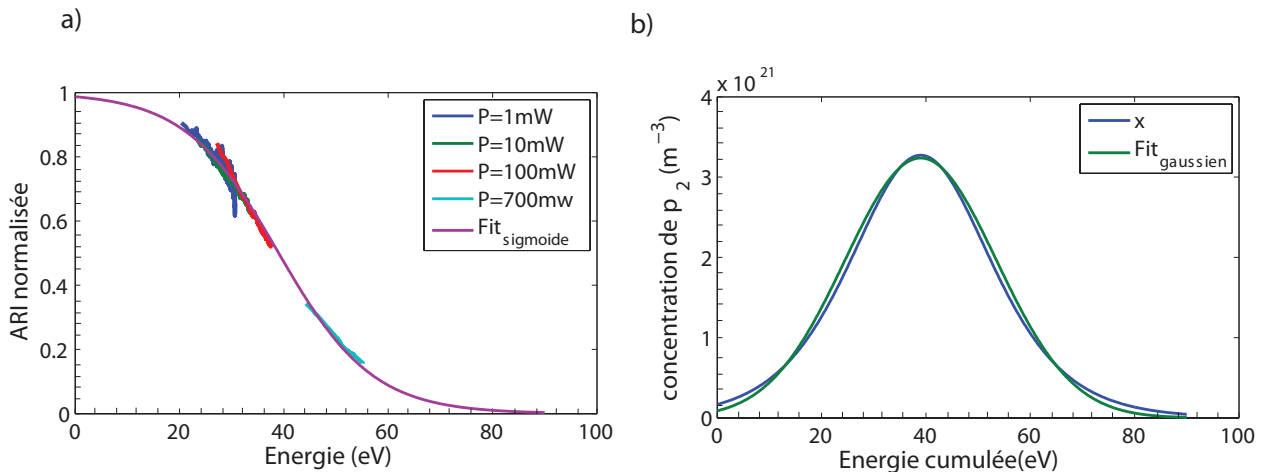 a)
ARI normalisée
1
0.8
0.6
0.4
0.2
0
0 20 40 60 80 100
Energie (eV)
P=1mW
P=10mW
P=100mW
P=700mw
Fit sigmoide
b)
x 10 21
concentration de p 2 (m−3)
4
3
2
1
0
0 20 40 60 80 100
Energie cumulée(eV)
x
Fit gaussien